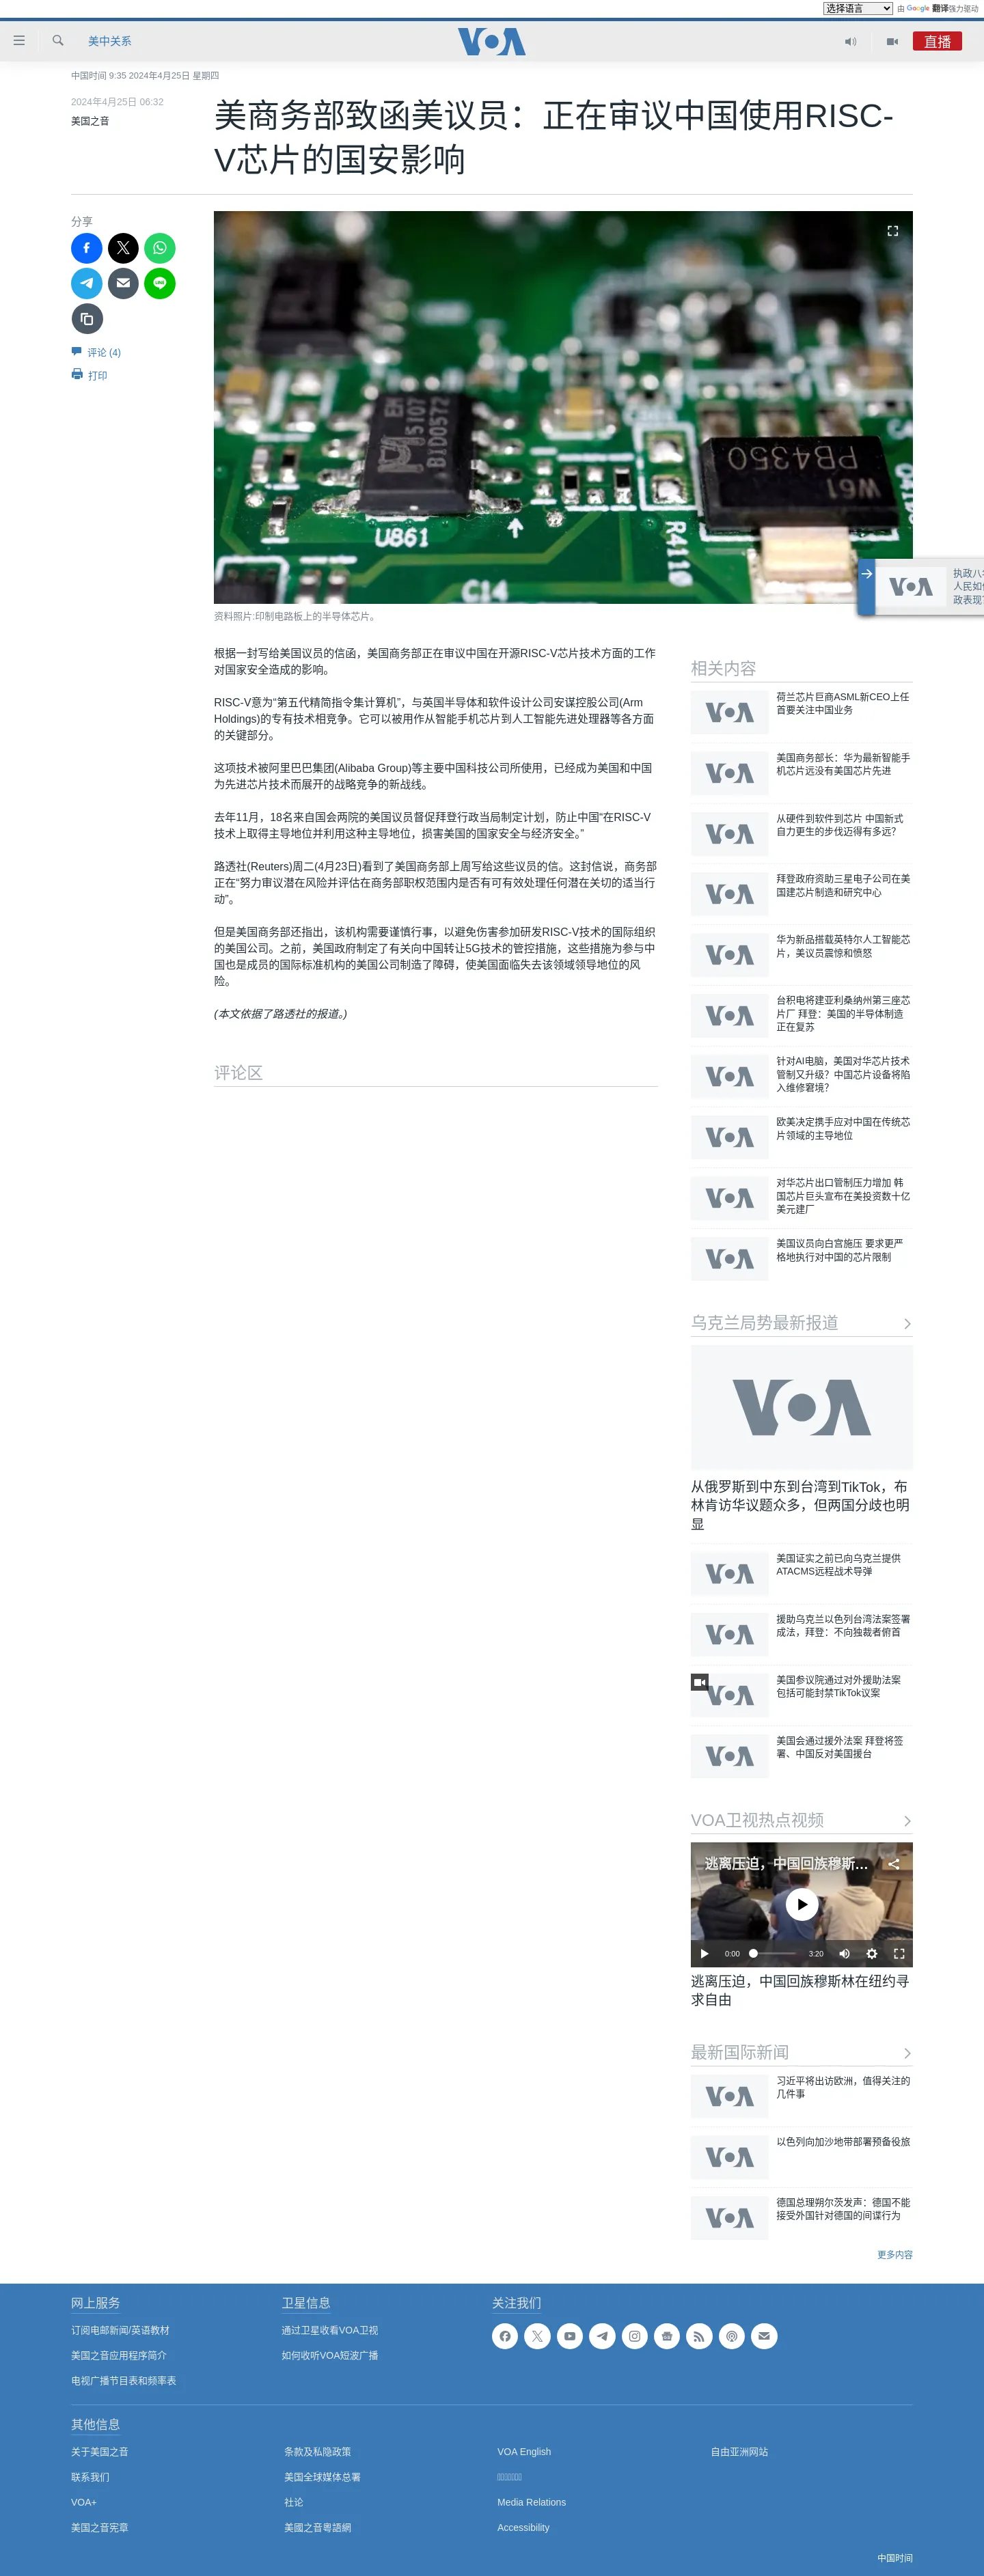 选择语言
由 Google 翻译强力驱动
美中关系
VOA
直播
中国时间 9:35 2024年4月25日 星期四
2024年4月25日 06:32
美国之音
美商务部致函美议员：正在审议中国使用RISC-
V芯片的国安影响
分享
评论 (4)
打印
U861
C14
R410
PB4350
W61
资料照片:印制电路板上的半导体芯片。
根据一封写给美国议员的信函，美国商务部正在审议中国在开源RISC-V芯片技术方面的工作
对国家安全造成的影响。
RISC-V意为“第五代精简指令集计算机”，与英国半导体和软件设计公司安谋控股公司(Arm
Holdings)的专有技术相竞争。它可以被用作从智能手机芯片到人工智能先进处理器等各方面
的关键部分。
这项技术被阿里巴巴集团(Alibaba Group)等主要中国科技公司所使用，已经成为美国和中国
为先进芯片技术而展开的战略竞争的新战线。
去年11月，18名来自国会两院的美国议员督促拜登行政当局制定计划，防止中国“在RISC-V
技术上取得主导地位并利用这种主导地位，损害美国的国家安全与经济安全。”
路透社(Reuters)周二(4月23日)看到了美国商务部上周写给这些议员的信。这封信说，商务部
正在“努力审议潜在风险并评估在商务部职权范围内是否有可有效处理任何潜在关切的适当行
动”。
但是美国商务部还指出，该机构需要谨慎行事，以避免伤害参加研发RISC-V技术的国际组织
的美国公司。之前，美国政府制定了有关向中国转让5G技术的管控措施，这些措施为参与中
国也是成员的国际标准机构的美国公司制造了障碍，使美国面临失去该领域领导地位的风
险。
(本文依据了路透社的报道。)
评论区
VOA
相关内容
荷兰芯片巨商ASML新CEO上任
首要关注中国业务
美国商务部长：华为最新智能手
机芯片远没有美国芯片先进
从硬件到软件到芯片 中国新式
自力更生的步伐迈得有多远？
拜登政府资助三星电子公司在美
国建芯片制造和研究中心
华为新品搭载英特尔人工智能芯
片，美议员震惊和愤怒
台积电将建亚利桑纳州第三座芯
片厂 拜登：美国的半导体制造
正在复苏
针对AI电脑，美国对华芯片技术
管制又升级？中国芯片设备将陷
入维修窘境？
欧美决定携手应对中国在传统芯
片领域的主导地位
对华芯片出口管制压力增加 韩
国芯片巨头宣布在美投资数十亿
美元建厂
美国议员向白宫施压 要求更严
格地执行对中国的芯片限制
乌克兰局势最新报道
VOA
从俄罗斯到中东到台湾到TikTok，布
林肯访华议题众多，但两国分歧也明
显
美国证实之前已向乌克兰提供
ATACMS远程战术导弹
援助乌克兰以色列台湾法案签署
成法，拜登：不向独裁者俯首
美国参议院通过对外援助法案
包括可能封禁TikTok议案
美国会通过援外法案 拜登将签
署、中国反对美国援台
VOA卫视热点视频
逃离压迫，中国回族穆斯...
0:00
3:20
逃离压迫，中国回族穆斯林在纽约寻
求自由
最新国际新闻
习近平将出访欧洲，值得关注的
几件事
以色列向加沙地带部署预备役旅
德国总理朔尔茨发声：德国不能
接受外国针对德国的间谍行为
更多内容
网上服务
订阅电邮新闻/英语教材
美国之音应用程序简介
电视广播节目表和频率表
卫星信息
通过卫星收看VOA卫视
如何收听VOA短波广播
关注我们
其他信息
关于美国之音
联系我们
VOA+
美国之音宪章
条款及私隐政策
美国全球媒体总署
社论
美國之音粵語網
VOA English
Media Relations
Accessibility
自由亚洲网站
中国时间